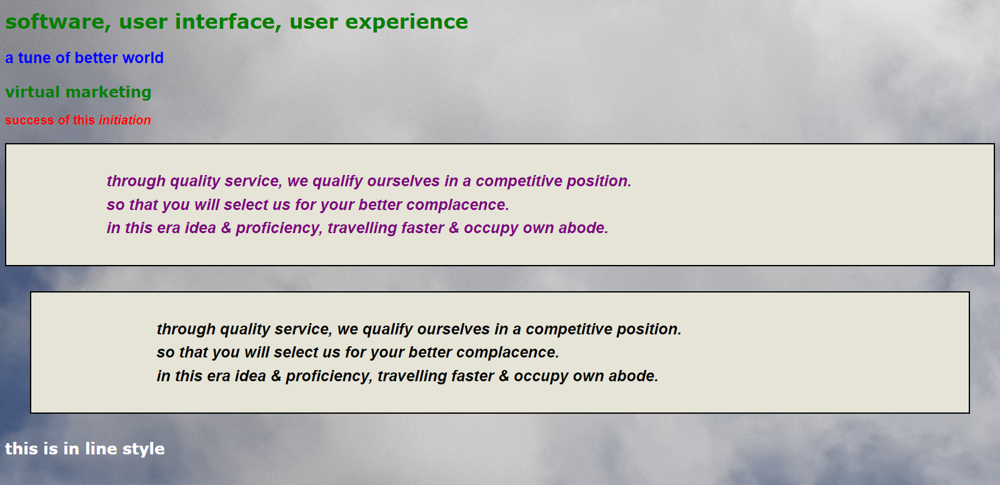 software, user interface, user experience
a tune of better world
virtual marketing
success of this initiation
through quality service, we qualify ourselves in a competitive position.
so that you will select us for your better complacence.
in this era idea & proficiency, travelling faster & occupy own abode.
through quality service, we qualify ourselves in a competitive position.
so that you will select us for your better complacence.
in this era idea & proficiency, travelling faster & occupy own abode.
this is in line style